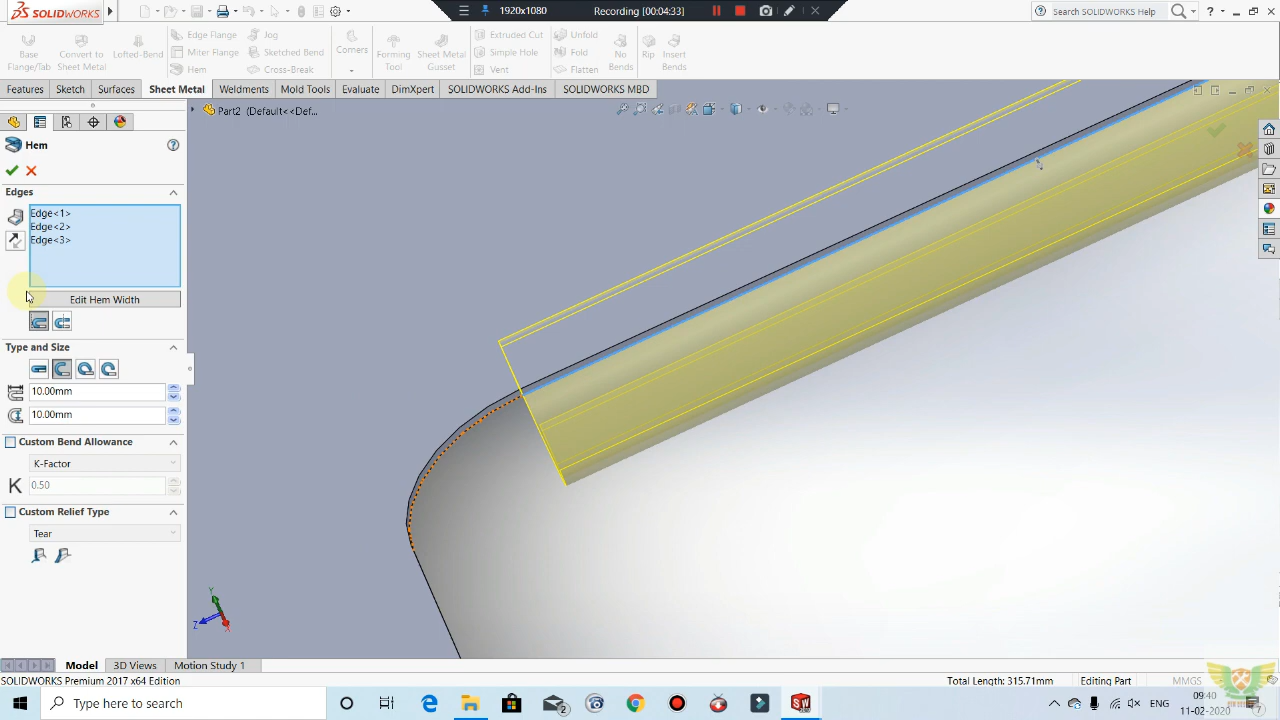 SOLIDWORKS
1920x1080
Recording [00:04:33]
Search SOLIDWORKS Help
Base Flange/Tab
Convert to Sheet Metal
Lofted-Bend
Edge Flange
Miter Flange
Hem
Jog
Sketched Bend
Cross-Break
Corners
Forming Tool
Sheet Metal Gusset
Extruded Cut
Simple Hole
Vent
Unfold
Fold
Flatten
No Bends
Rip
Insert Bends
Features
Sketch
Surfaces
Sheet Metal
Weldments
Mold Tools
Evaluate
DimXpert
SOLIDWORKS Add-Ins
SOLIDWORKS MBD
Part2 (Default<<Def...
Hem
Edges
Edge<1>
Edge<2>
Edge<3>
Edit Hem Width
Type and Size
10.00mm
10.00mm
Custom Bend Allowance
K-Factor
K
0.50
Custom Relief Type
Tear
Y
Z
X
Model
3D Views
Motion Study 1
SOLIDWORKS Premium 2017 x64 Edition
Total Length: 315.71mm
Editing Part
MMGS
Type here to search
2
SW
ENG
09:40
11-02-2020
7